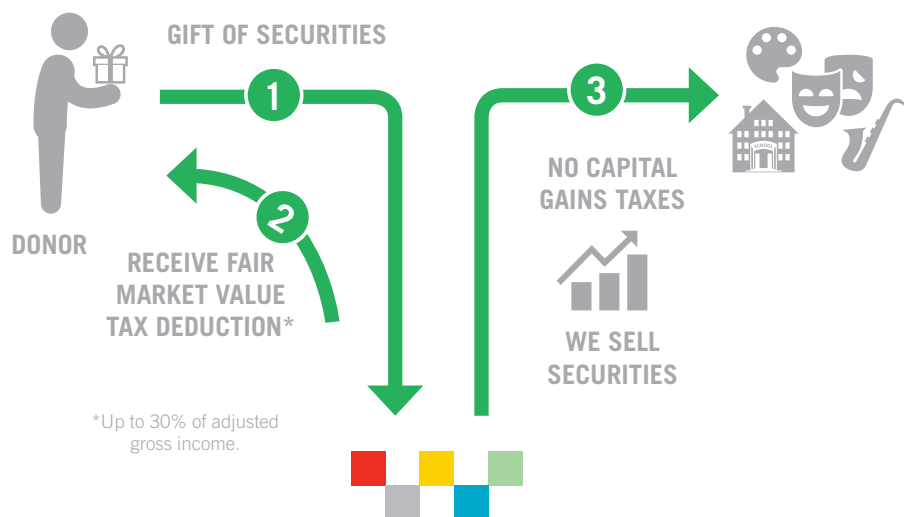 GIFT OF SECURITIES
1
DONOR
2
RECEIVE FAIR
MARKET VALUE
TAX DEDUCTION*
*Up to 30% of adjusted
gross income.
3
SCHOOL
NO CAPITAL
GAINS TAXES
WE SELL
SECURITIES